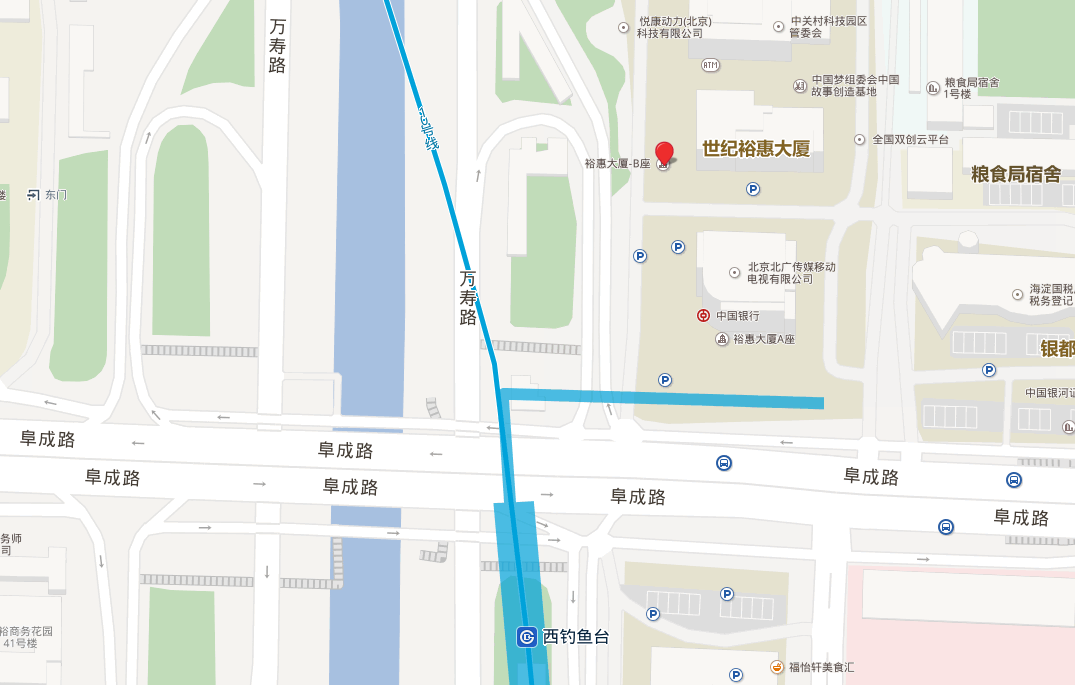 万寿路
悦康动力(北京)
科技有限公司
中关村科技园区
管委会
ATM
中国梦组委会中国
故事创造基地
粮食局宿舍
1号楼
号线
世纪裕惠大厦
全国双创云平台
裕惠大厦-B座
粮食局宿舍
楼
东门
P
P
P
万寿路
北京北广传媒移动
电视有限公司
海淀国税
税务登记
中国银行
裕惠大厦A座
银都
P
P
中国银河证
阜成路
阜成路
阜成路
阜成路
阜成路
阜成路
阜成路
务师
司
P
P
裕商务花园
41号楼
西钓鱼台
福怡轩美食汇
P